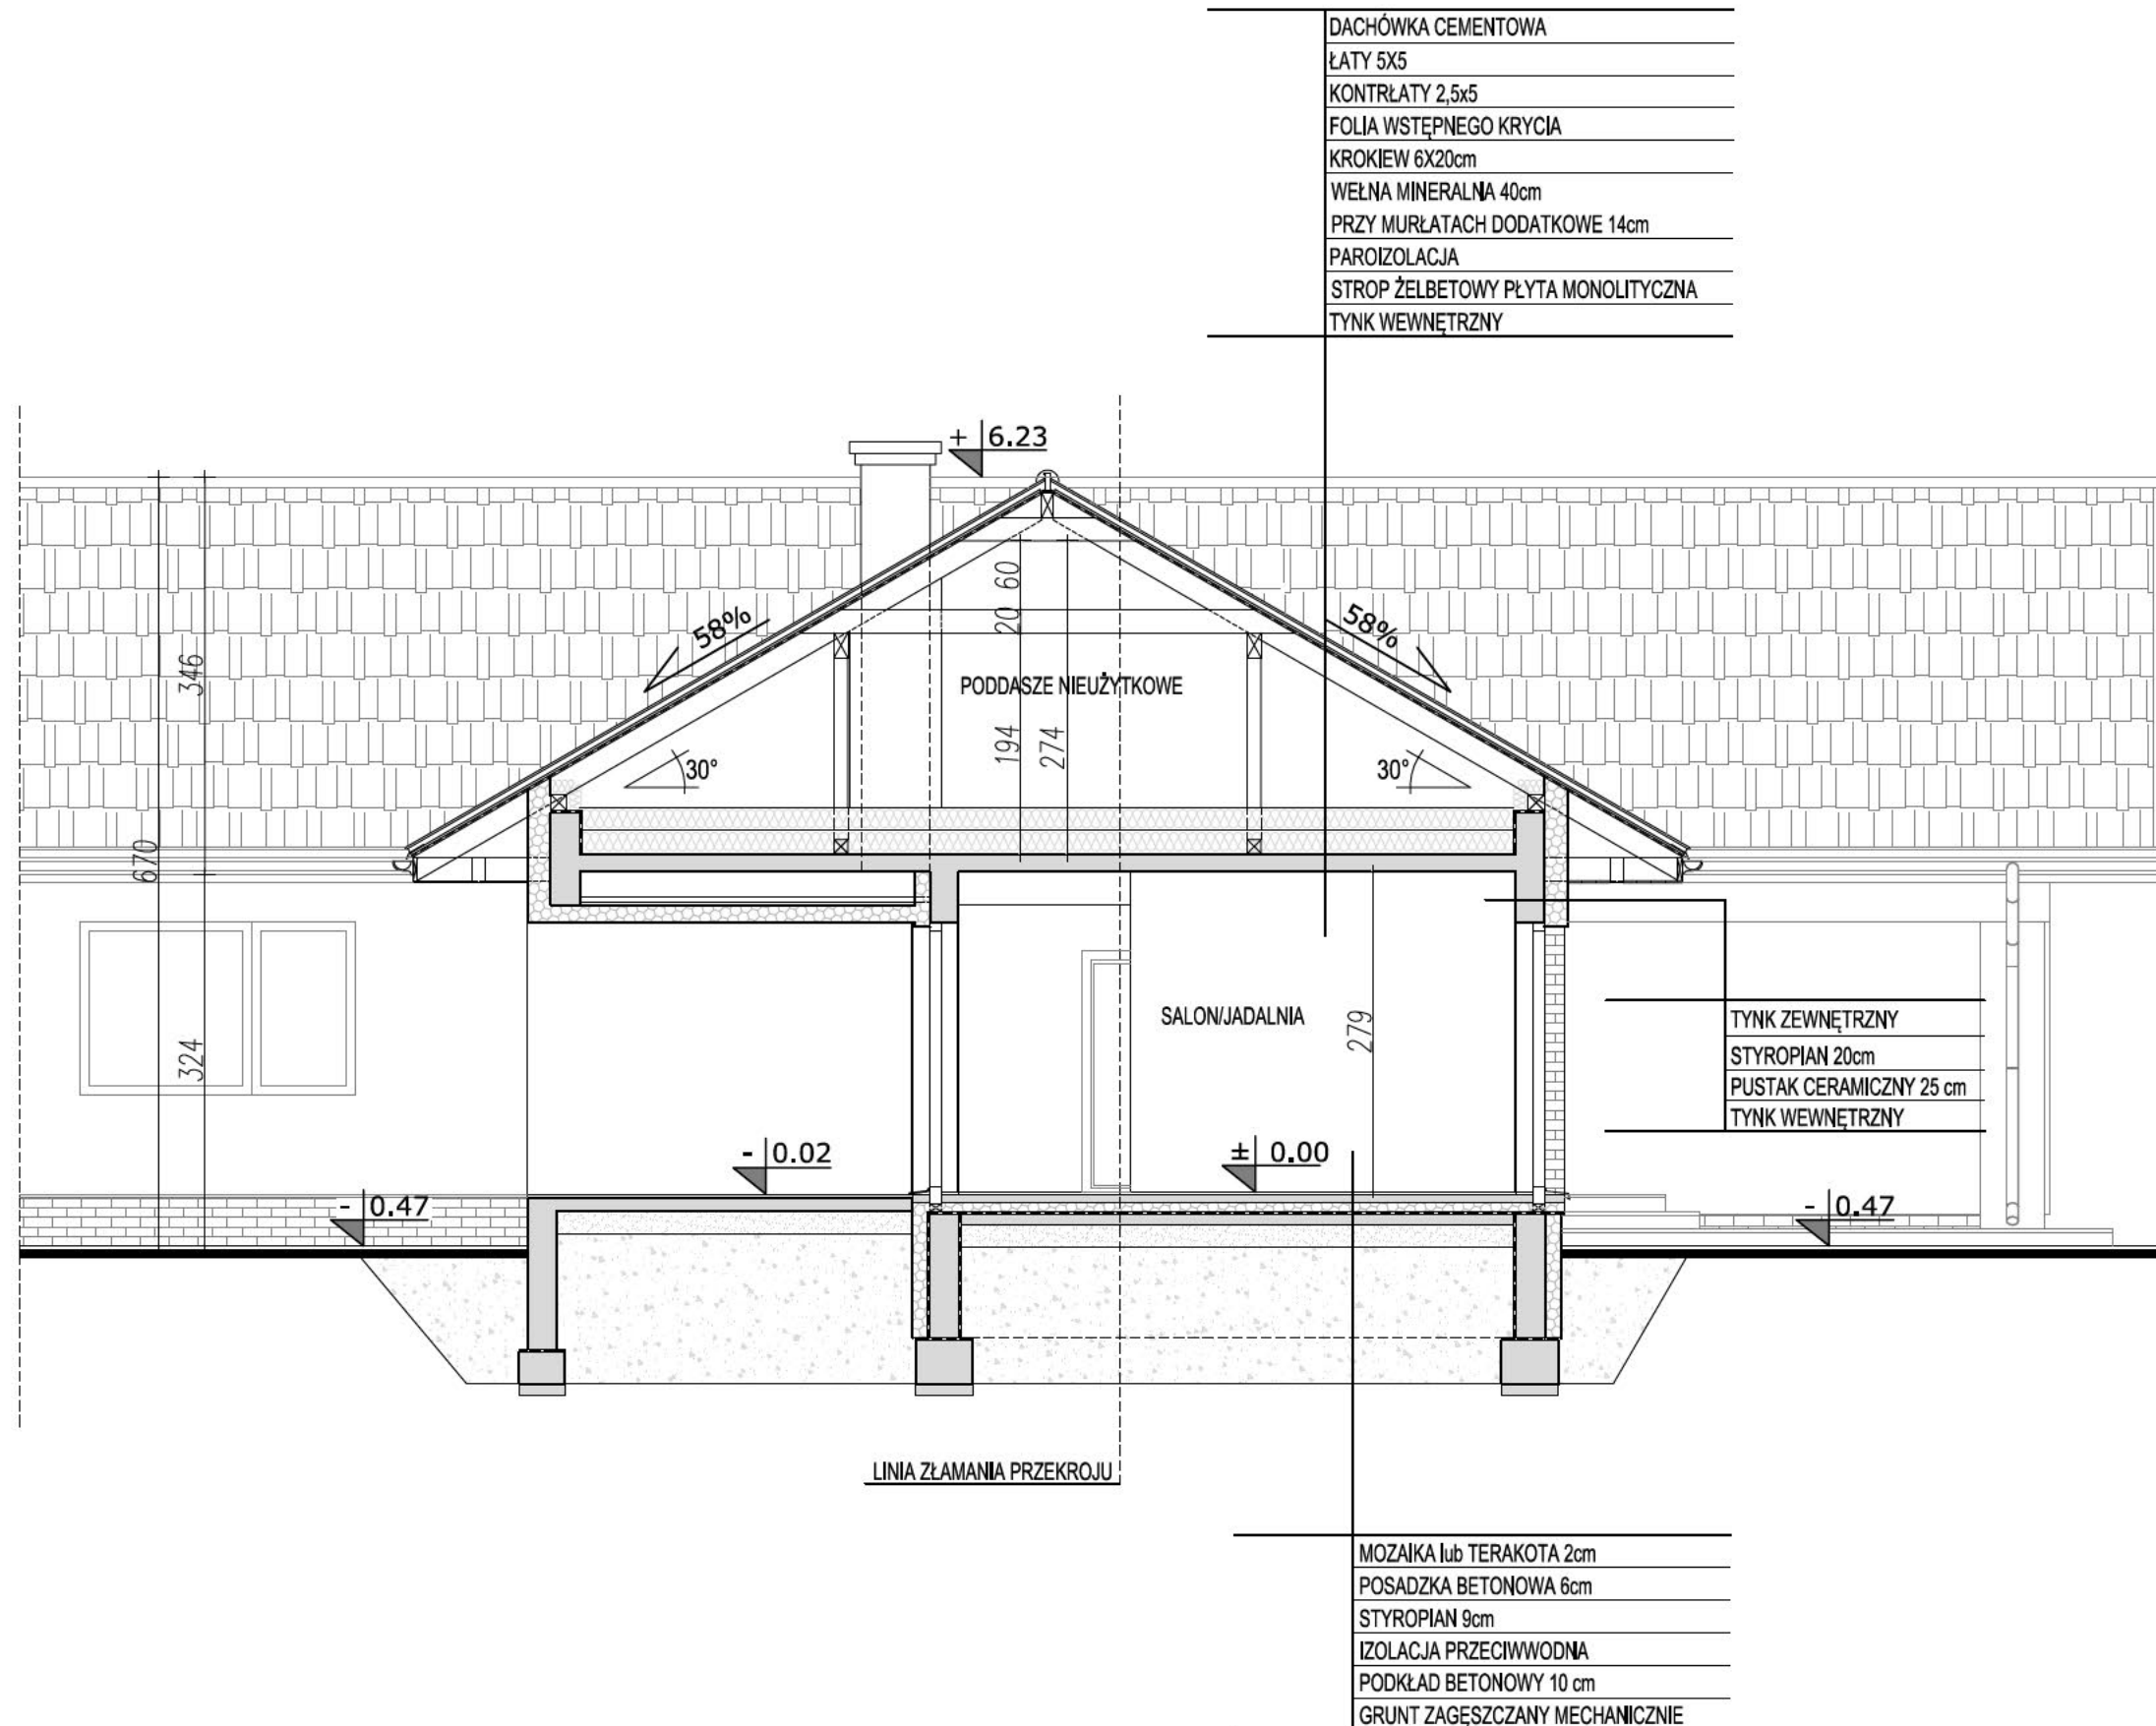 DACHÓWKA CEMENTOWA
ŁATY 5X5
KONTRŁATY 2,5x5
FOLIA WSTĘPNEGO KRYCIA
KROKIEW 6X20cm
WEŁNA MINERALNA 40cm
PRZY MURŁATACH DODATKOWE 14cm
PAROIZOLACJA
STROP ŻELBETOWY PŁYTA MONOLITYCZNA
TYNK WEWNĘTRZNY
+ 6.23
58%
58%
20 60
346
PODDASZE NIEUŻYTKOWE
194
274
30°
30°
670
324
SALON/JADALNIA
279
TYNK ZEWNĘTRZNY
STYROPIAN 20cm
PUSTAK CERAMICZNY 25 cm
TYNK WEWNĘTRZNY
- 0.02
± 0.00
- 0.47
- 0.47
LINIA ZŁAMANIA PRZEKROJU
MOZAIKA lub TERAKOTA 2cm
POSADZKA BETONOWA 6cm
STYROPIAN 9cm
IZOLACJA PRZECIWWODNA
PODKŁAD BETONOWY 10 cm
GRUNT ZAGĘSZCZANY MECHANICZNIE